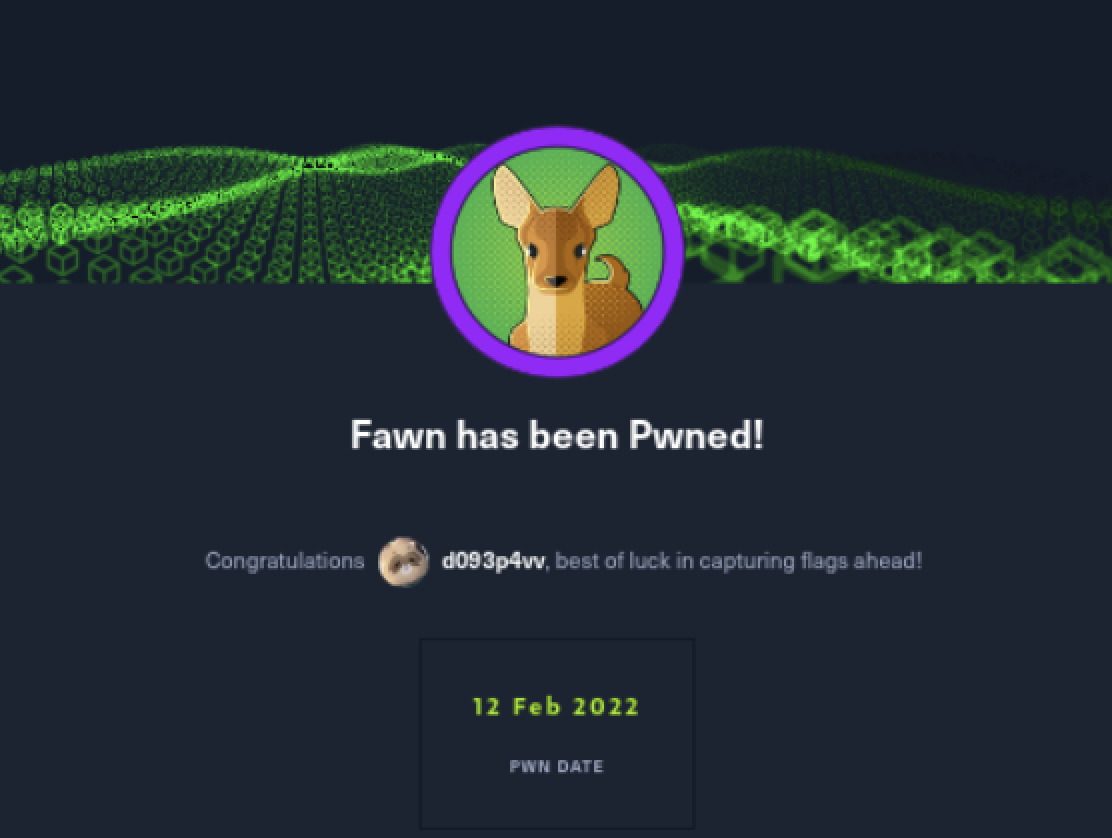 Fawn has been Pwned!
Congratulations d093p4vv, best of luck in capturing flags ahead!
12 Feb 2022
PWN DATE